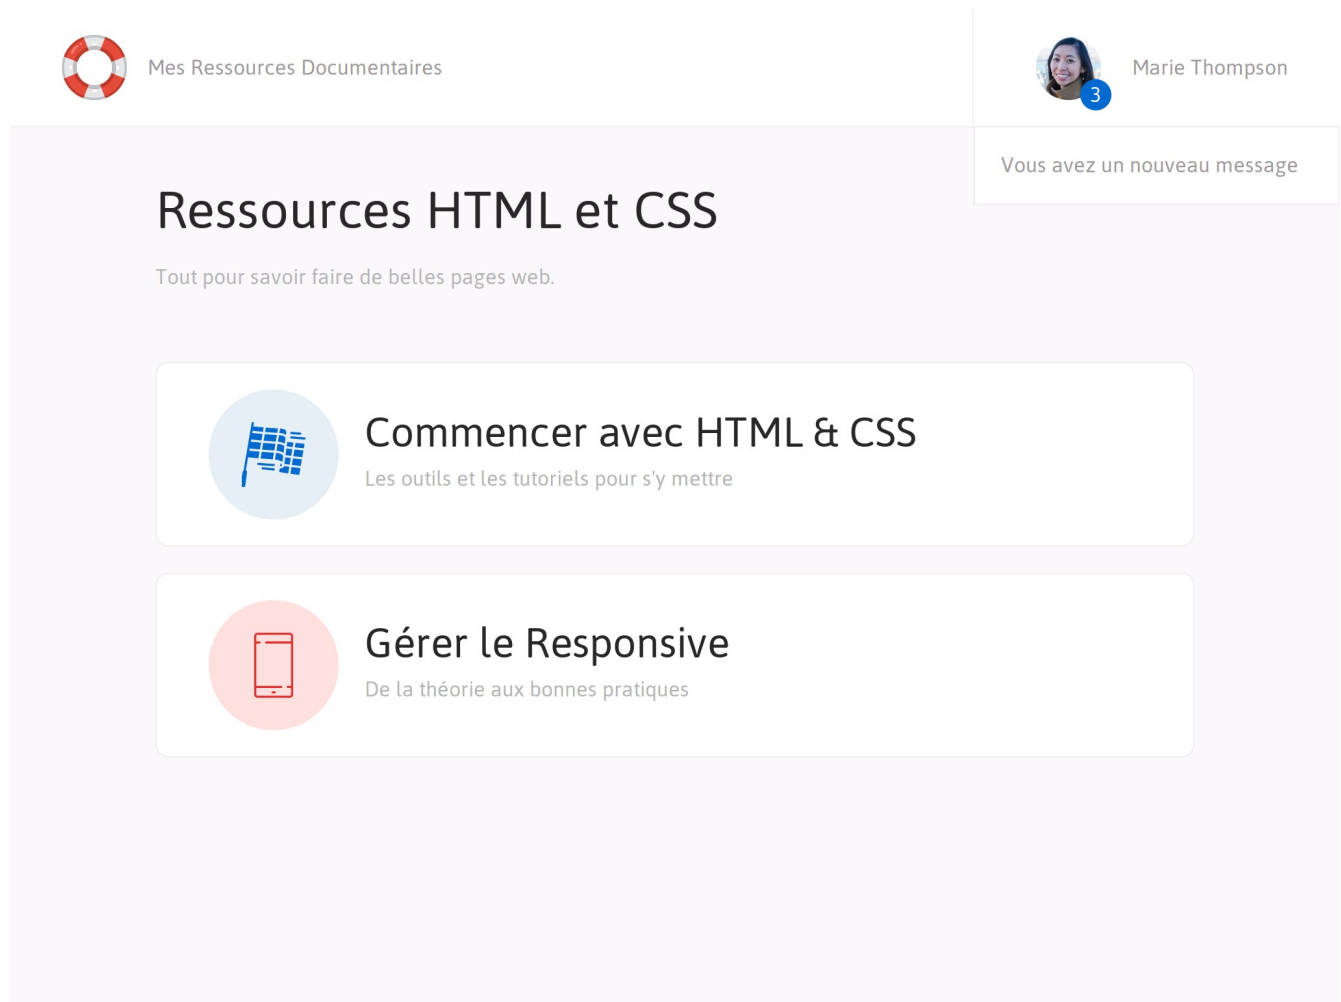 Mes Ressources Documentaires
Marie Thompson
3
Vous avez un nouveau message
Ressources HTML et CSS
Tout pour savoir faire de belles pages web.
Commencer avec HTML & CSS
Les outils et les tutoriels pour s'y mettre
Gérer le Responsive
De la théorie aux bonnes pratiques